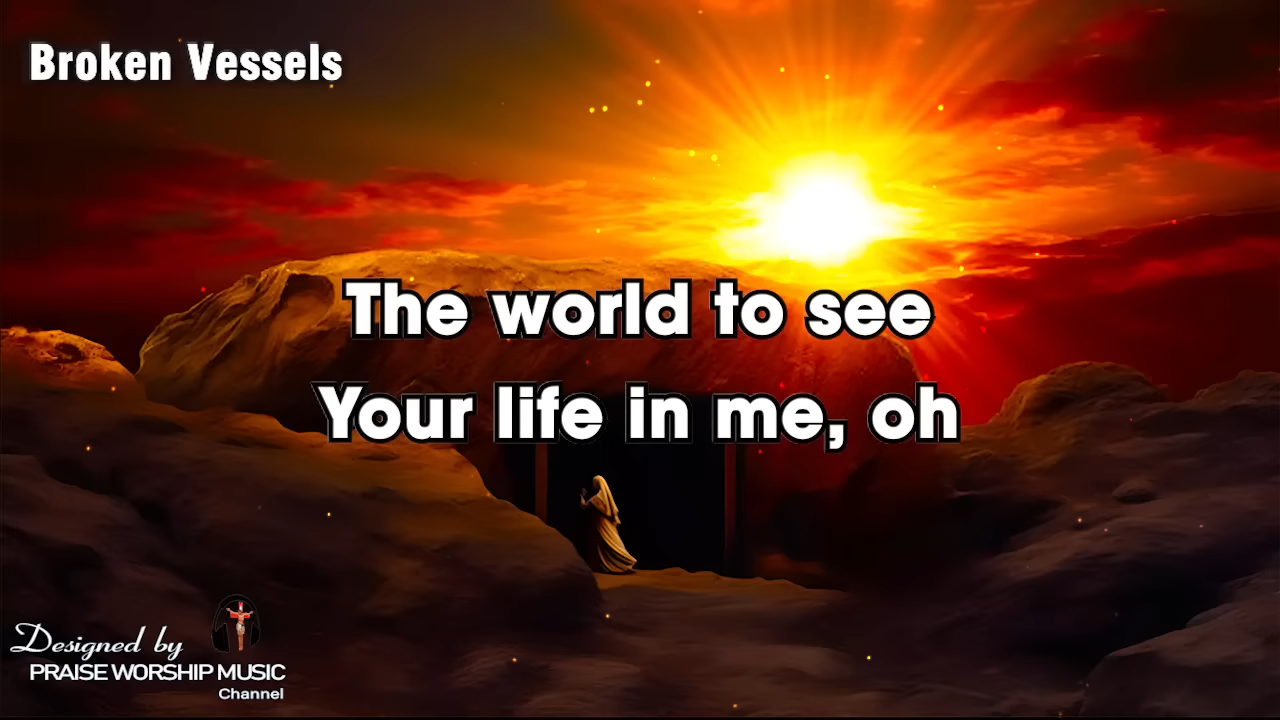 Broken Vessels
The world to see
Your life in me, oh
Designed by
PRAISE WORSHIP MUSIC
Channel